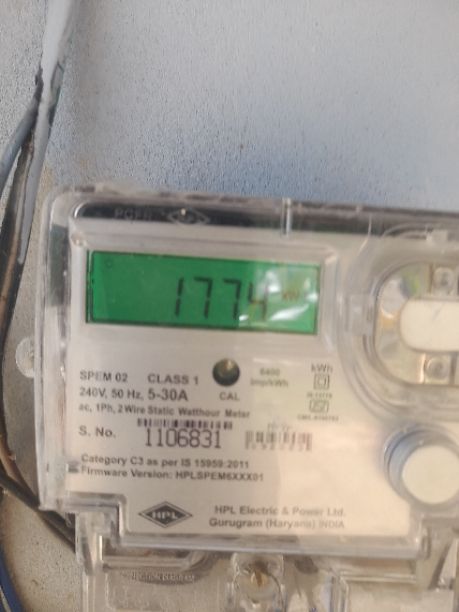 1774 kW
SPEM 02 CLASS 1
240V, 50 Hz, 5-30A
ac, 1Ph, 2 Wire Static Watthour Meter
CAL
6400
Imp/kWh
kWh
S. No. 1106831
Category C3 as per IS 15959:2011
Firmware Version: HPLSPEM6XXX01
HPL
HPL Electric & Power Ltd.
Gurugram (Haryana) INDIA